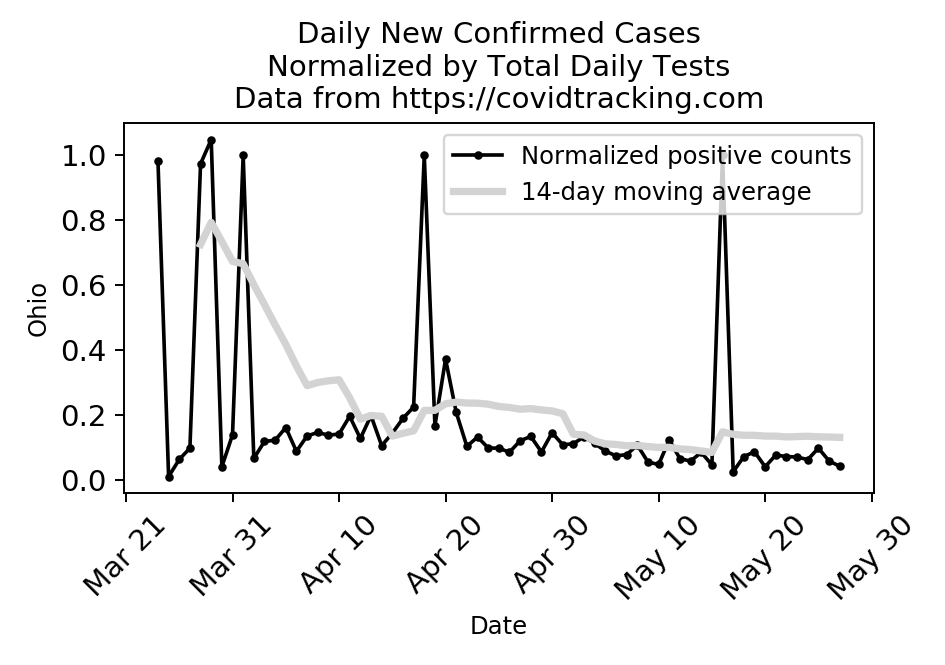 Daily New Confirmed Cases
Normalized by Total Daily Tests
Data from https://covidtracking.com
Normalized positive counts
14-day moving average
1.0
0.8
0.6
0.4
0.2
0.0
Ohio
Mar 21
Mar 31
Apr 10
Apr 20
Apr 30
May 10
May 20
May 30
Date